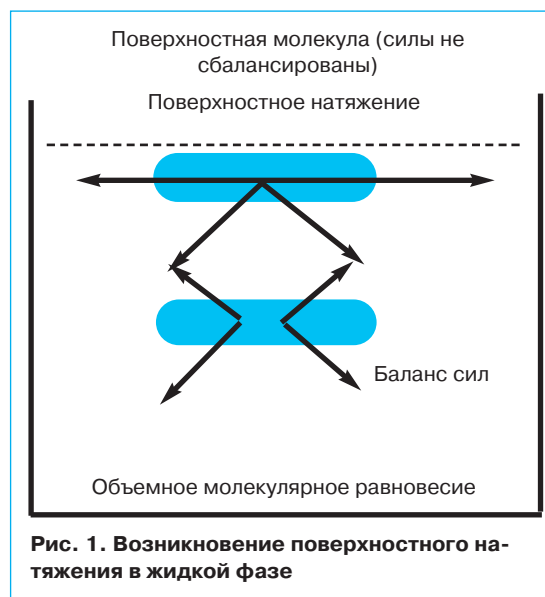 Поверхностная молекула (силы не
сбалансированы)
Поверхностное натяжение
Баланс сил
Объемное молекулярное равновесие
Рис. 1. Возникновение поверхностного на-
тяжения в жидкой фазе